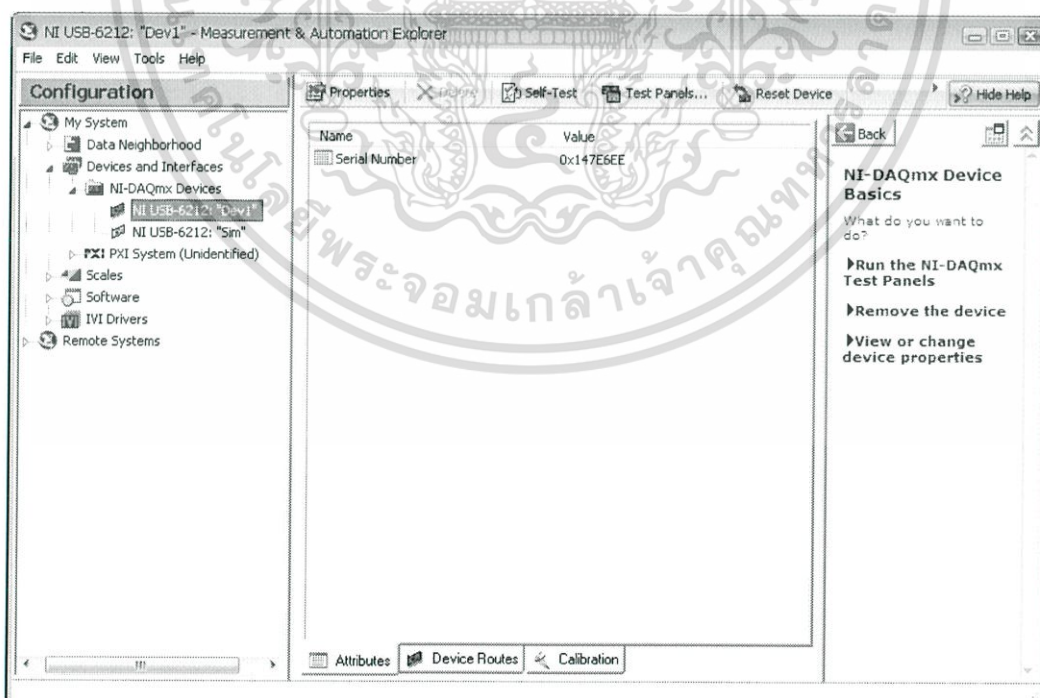 NI USB-6212: "Dev1" - Measurement & Automation Explorer
File Edit View Tools Help
Configuration
My System
Data Neighborhood
Devices and Interfaces
NI-DAQmx Devices
NI USB-6212: "Dev1"
NI USB-6212: "Sim"
PXI PXI System (Unidentified)
Scales
Software
IVI Drivers
Remote Systems
Properties Delete Self-Test Test Panels... Reset Device Hide Help
Name Value
Serial Number 0x147E6EE
Attributes Device Routes Calibration
Back
NI-DAQmx Device
Basics
What do you want to
do?
Run the NI-DAQmx
Test Panels
Remove the device
View or change
device properties